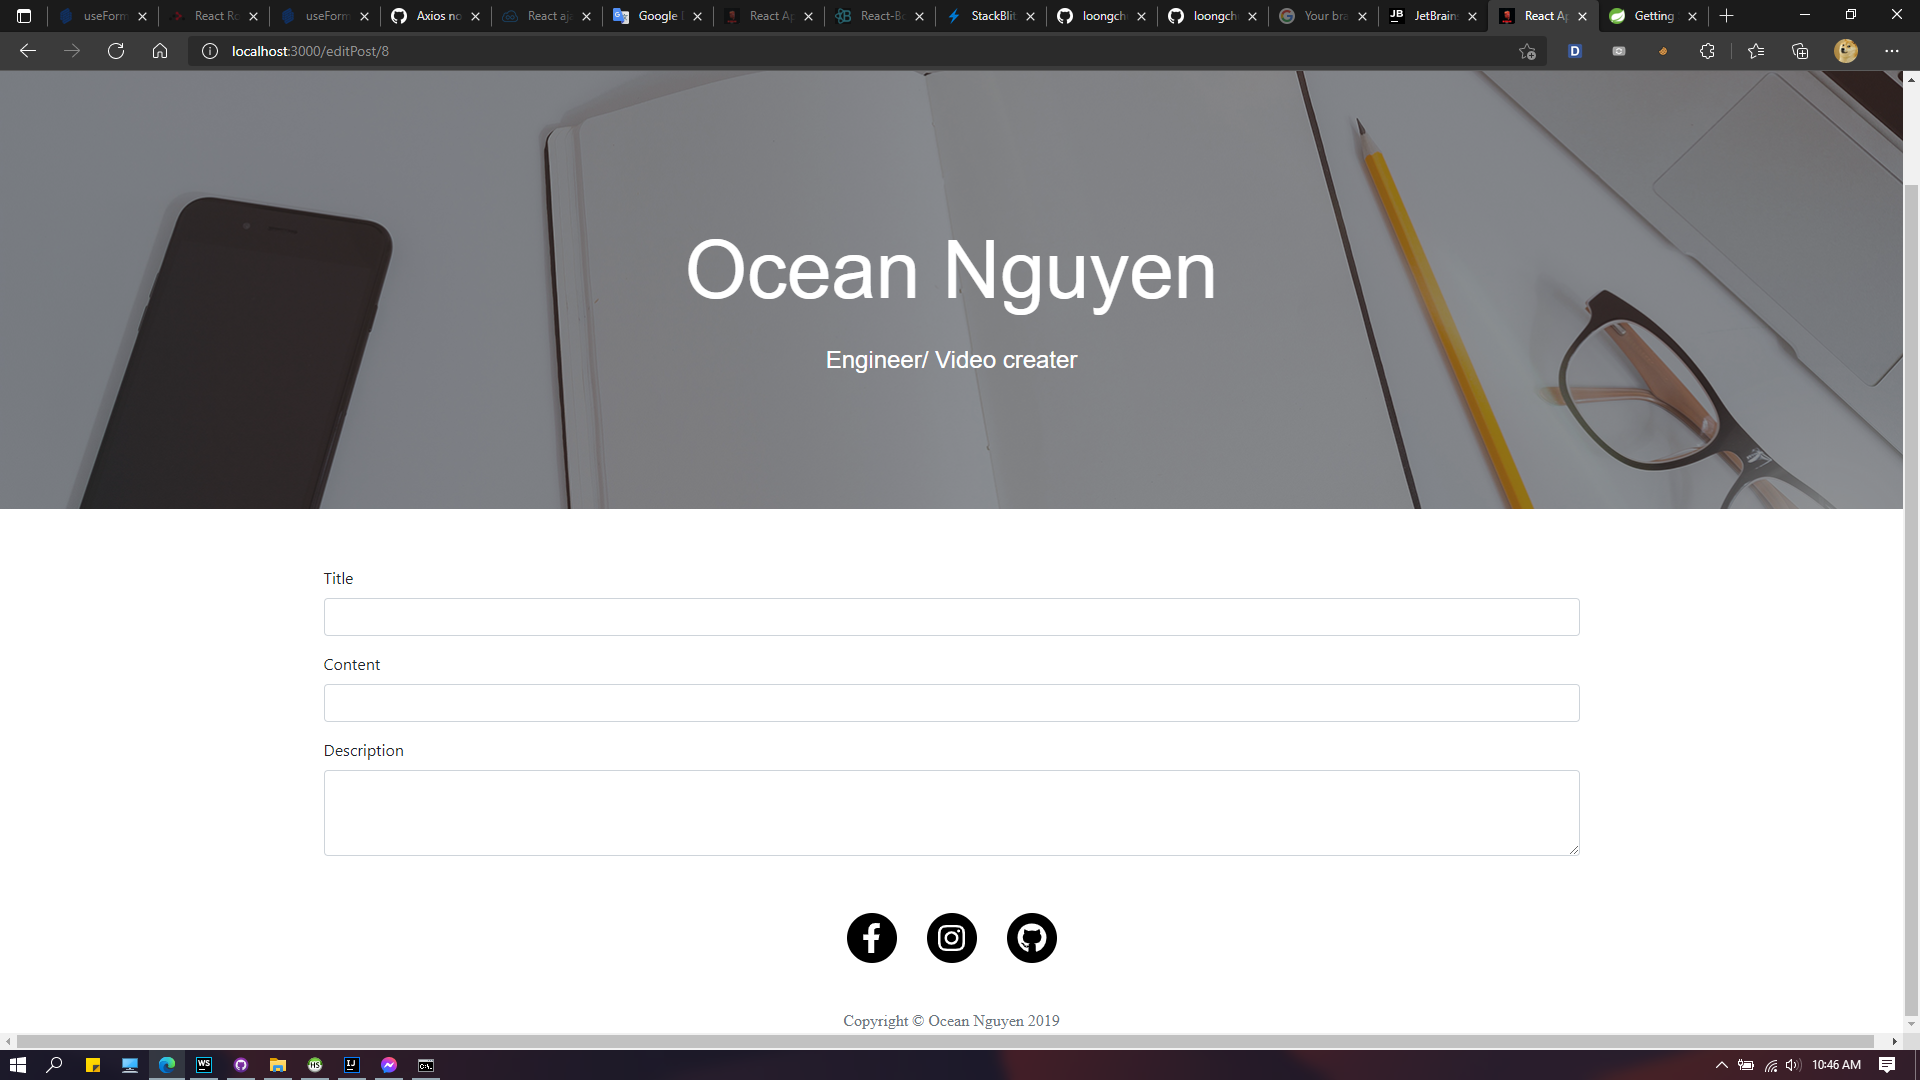 useForm
React Ro
useForm
Axios no
React aj
Google
React Ap
React-Bo
StackBlit
loongch
loongch
Your bra
JetBrain
React Ap
Getting
localhost:3000/editPost/8
Ocean Nguyen
Engineer/ Video creater
Title
Content
Description
Copyright © Ocean Nguyen 2019
10:46 AM